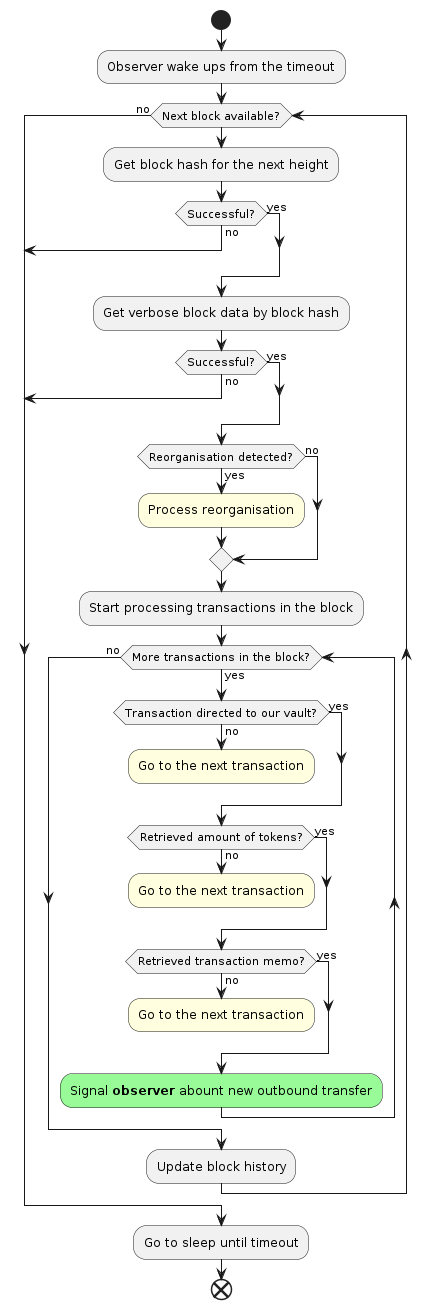 Observer wake ups from the timeout
no
Next block available?
Get block hash for the next height
Successful?
yes
no
Get verbose block data by block hash
Successful?
yes
no
Reorganisation detected?
no
yes
Process reorganisation
Start processing transactions in the block
no
More transactions in the block?
yes
Transaction directed to our vault?
yes
no
Go to the next transaction
Retrieved amount of tokens?
yes
no
Go to the next transaction
Retrieved transaction memo?
yes
no
Go to the next transaction
Signal observer abount new outbound transfer
Update block history
Go to sleep until timeout